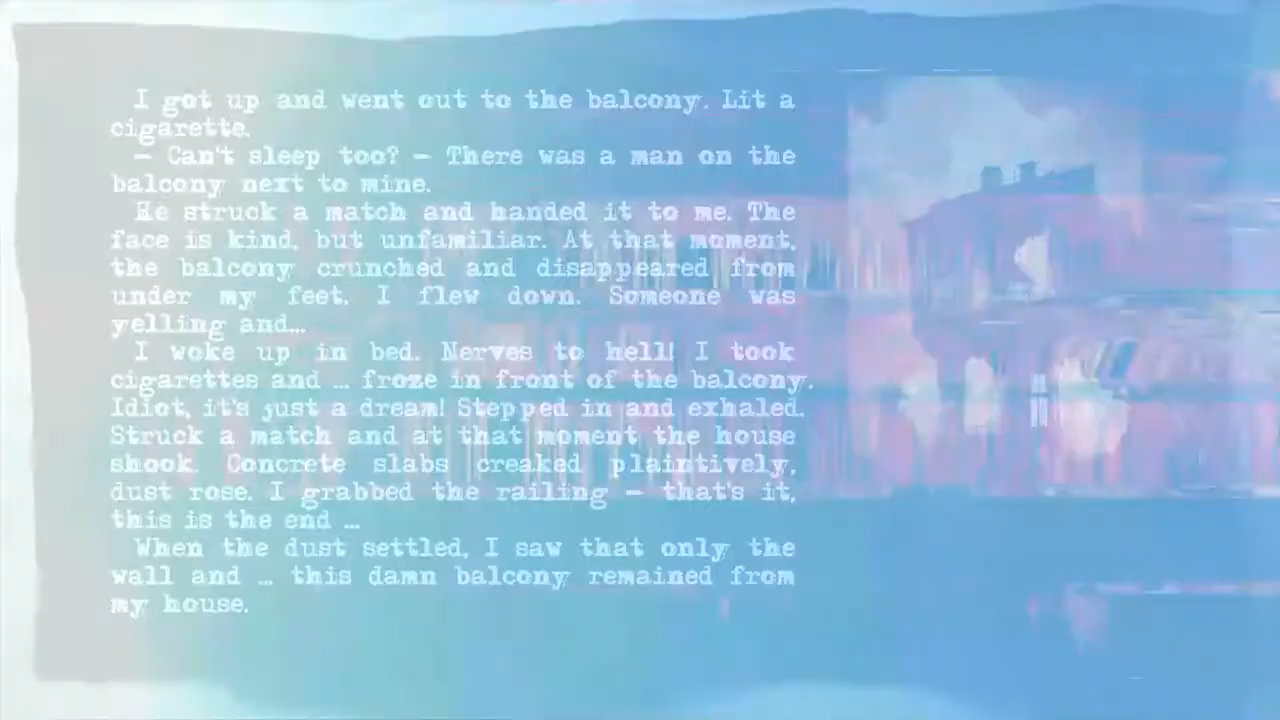 I got up and went out to the balcony. Lit a
cigarette.
— Can't sleep too? — There was a man on the
balcony next to mine.
He struck a match and handed it to me. The
face is kind, but unfamiliar. At that moment,
the balcony crunched and disappeared from
under my feet. I flew down. Someone was
yelling and...
I woke up in bed. Nerves to hell! I took
cigarettes and ... froze in front of the balcony.
Idiot, it's just a dream! Stepped in and exhaled.
Struck a match and at that moment the house
shook. Concrete slabs creaked plaintively,
dust rose. I grabbed the railing — that's it,
this is the end ...
When the dust settled, I saw that only the
wall and ... this damn balcony remained from
my house.